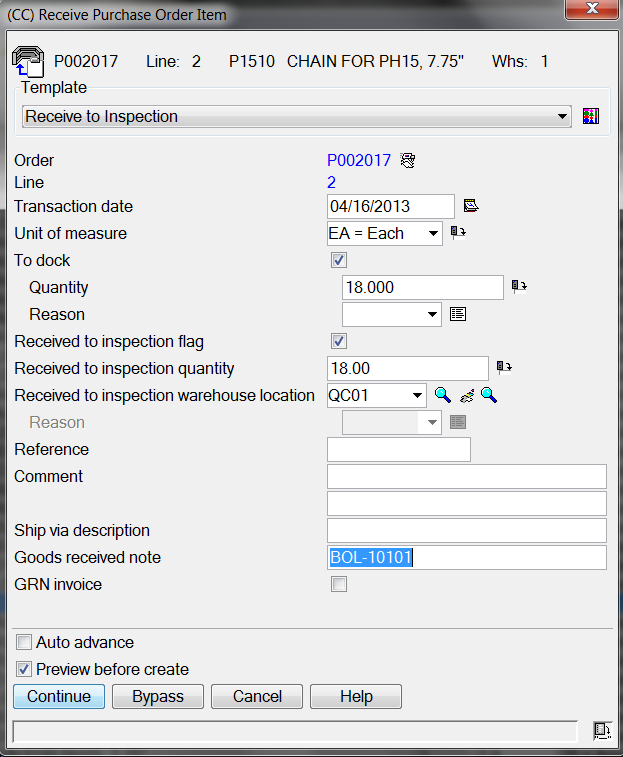 (CC) Receive Purchase Order Item
X
P002017 Line: 2 P1510 CHAIN FOR PH15, 7.75" Whs: 1
Template
Receive to Inspection
Order P002017
Line 2
Transaction date 04/16/2013
Unit of measure EA = Each
To dock
Quantity 18.000
Reason
Received to inspection flag
Received to inspection quantity 18.00
Received to inspection warehouse location QC01
Reason
Reference
Comment
Ship via description
Goods received note BOL-10101
GRN invoice
Auto advance
Preview before create
Continue Bypass Cancel Help